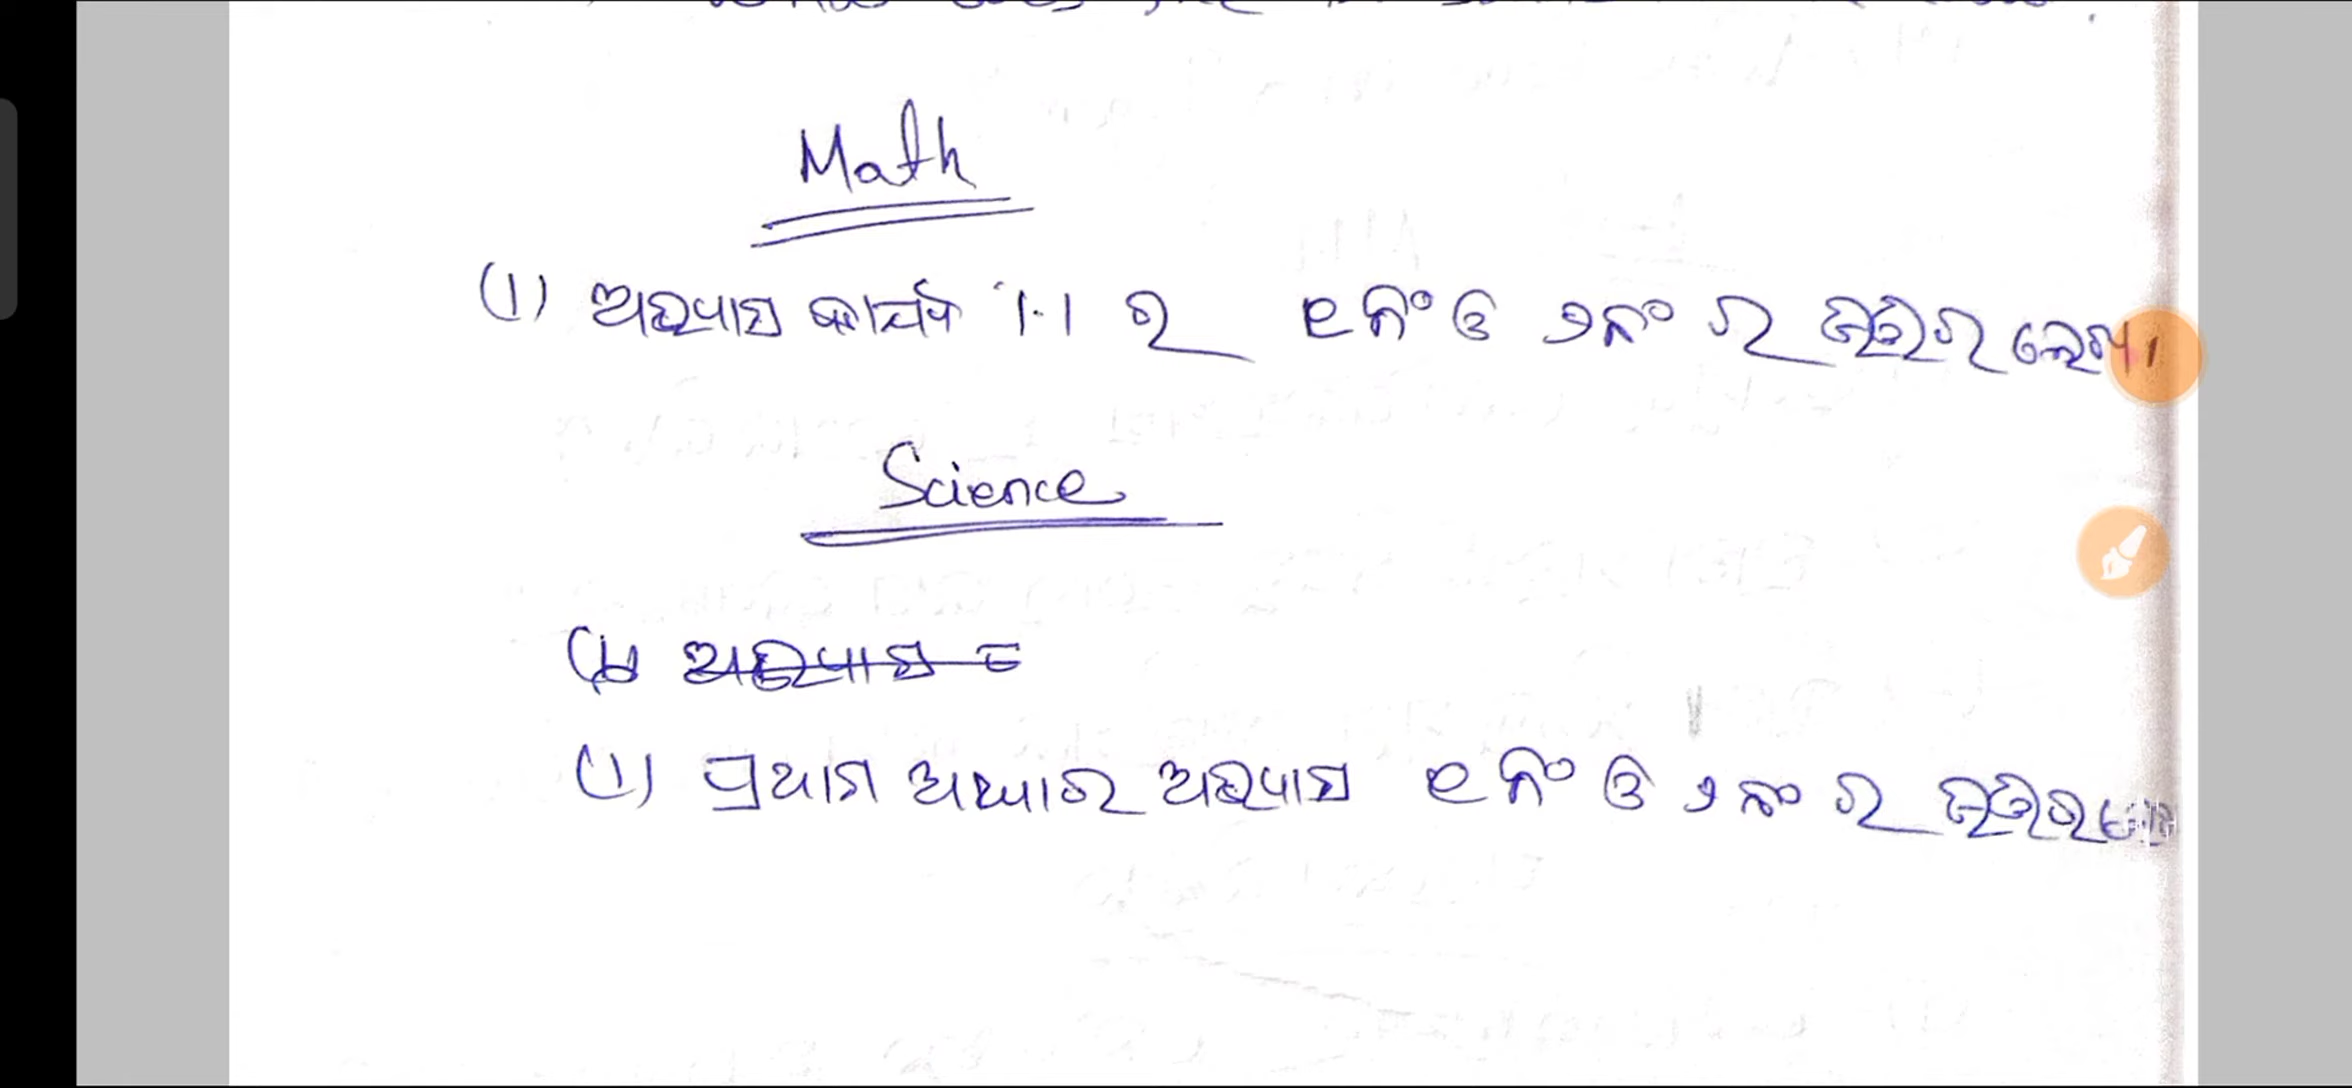 Math
(1) ଅଭ୍ୟାସ କାର୍ଯ୍ୟ 1.1 ର ୧ନଂ ଓ ୨ନଂ ର ଉତ୍ତର ଲେଖ।
Science
(1) ଅଭ୍ୟାସ -
(1) ପ୍ରଥମ ଅଧ୍ୟାୟର ଅଭ୍ୟାସ ୧ନଂ ଓ ୨ନଂ ର ଉତ୍ତର